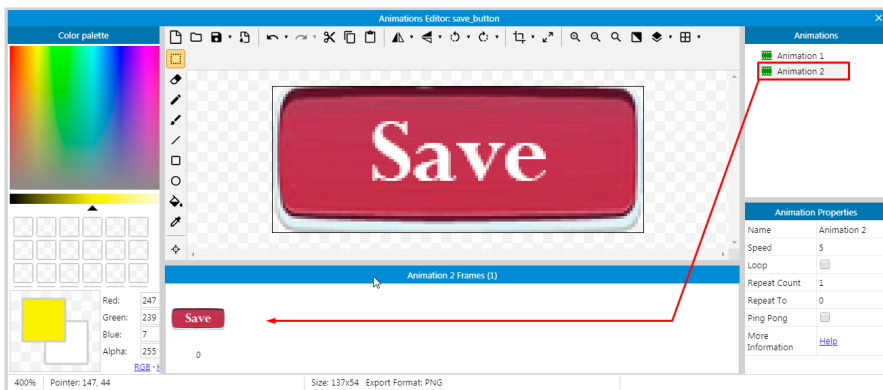 Animations Editor: save_button
Color palette
Animations
Animation 1
Animation 2
Save
Animation Properties
Name Animation 2
Speed 5
Loop
Repeat Count 1
Repeat To 0
Ping Pong
More Information Help
Animation 2 Frames (1)
Save
0
Red: 247
Green: 239
Blue: 7
Alpha: 255
RGB - H
400% Pointer: 147, 44 Size: 137x54 Export Format: PNG